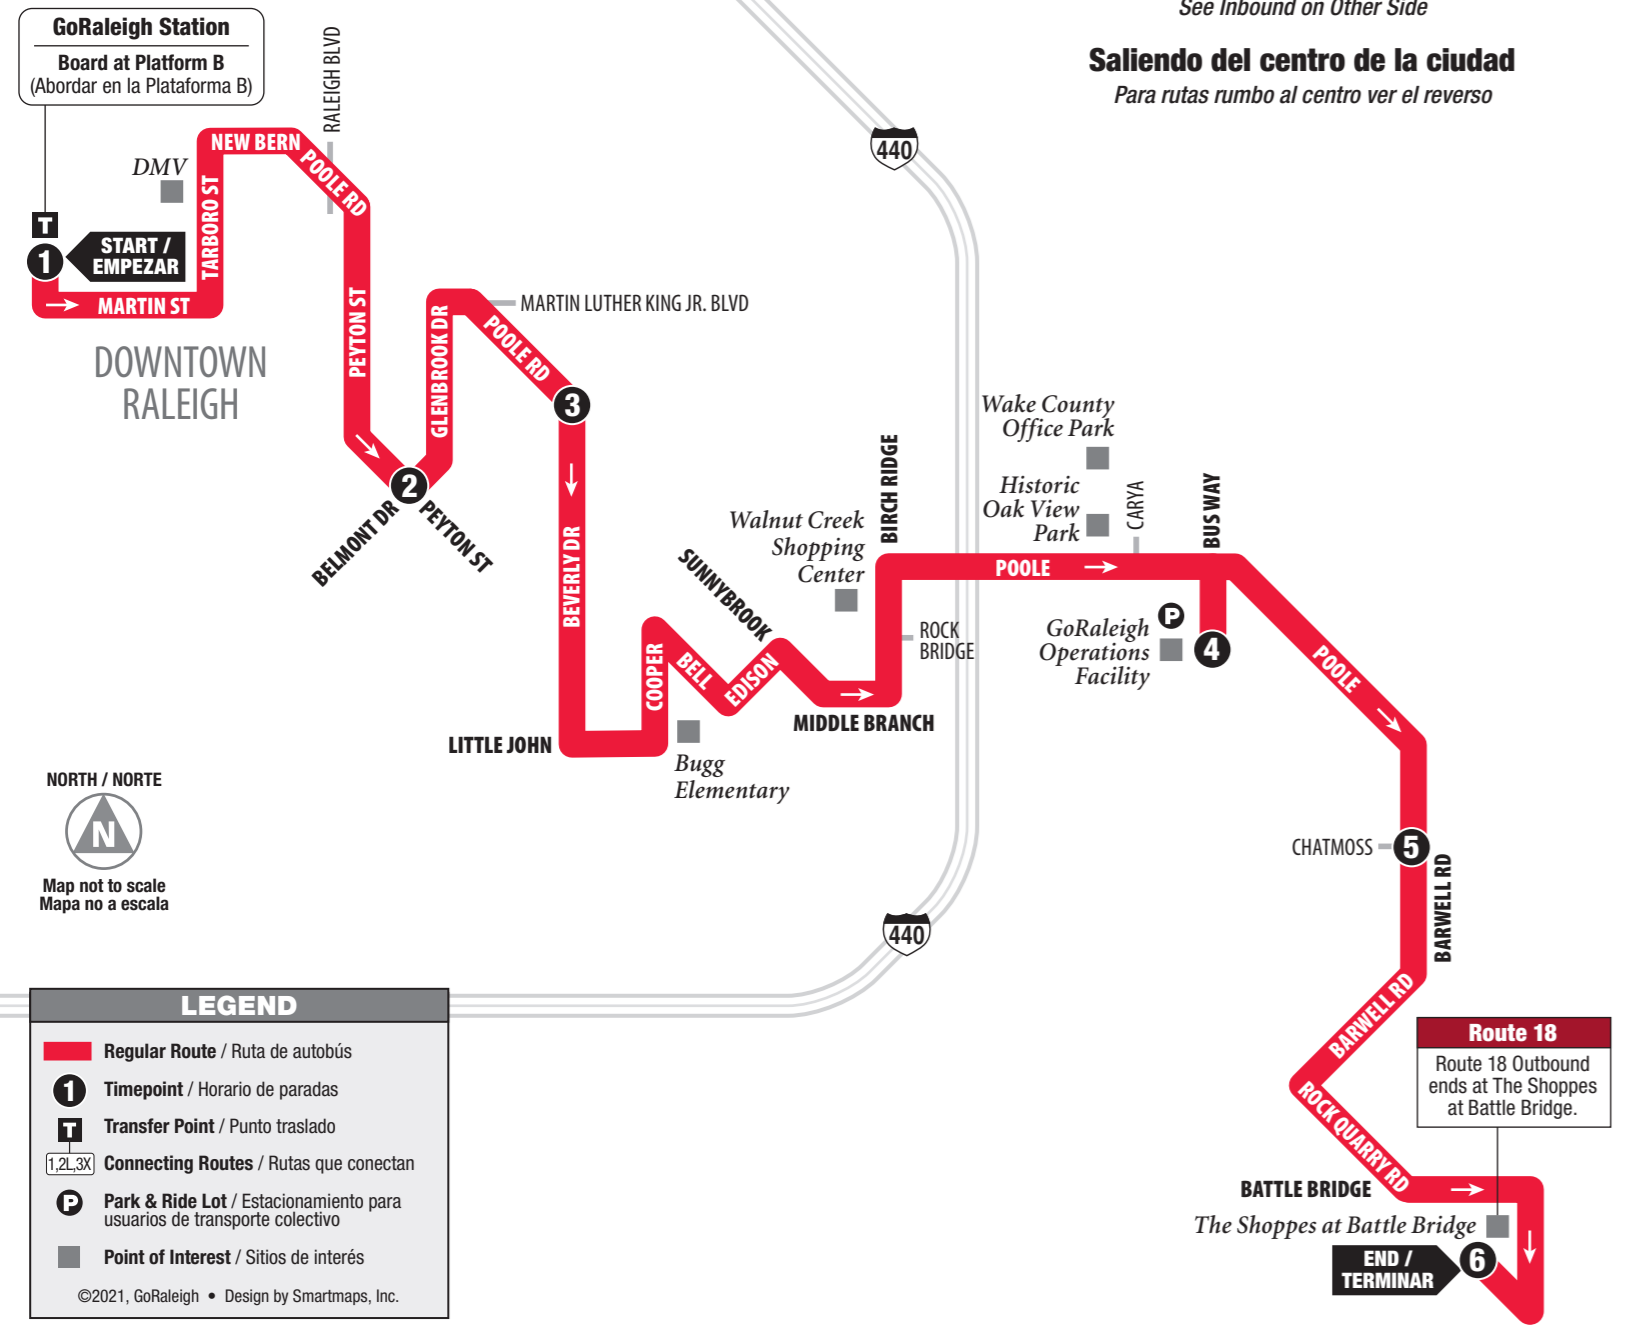 See Inbound on Other Side
Saliendo del centro de la ciudad
Para rutas rumbo al centro ver el reverso
GoRaleigh Station
Board at Platform B
(Abordar en la Plataforma B)
RALEIGH BLVD
440
NEW BERN
POOLE RD
DMV
TARBORO ST
T
1
START /
EMPEZAR
MARTIN ST
DOWNTOWN
RALEIGH
PEYTON ST
GLENBROOK DR
MARTIN LUTHER KING JR. BLVD
POOLE RD
3
2
BELMONT DR
PEYTON ST
BEVERLY DR
Wake County
Office Park
Historic
Oak View
Park
CARYA
BUS WAY
BIRCH RIDGE
Walnut Creek
Shopping
Center
SUNNYBROOK
POOLE
P
GoRaleigh
Operations
Facility
4
ROCK
BRIDGE
COOPER
BELL
EDISON
POOLE
MIDDLE BRANCH
LITTLE JOHN
Bugg
Elementary
NORTH / NORTE
N
Map not to scale
Mapa no a escala
CHATMOSS
5
BARWELL RD
440
BARWELL RD
ROCK QUARRY RD
Route 18
Route 18 Outbound
ends at The Shoppes
at Battle Bridge.
BATTLE BRIDGE
The Shoppes at Battle Bridge
END /
TERMINAR
6
LEGEND
Regular Route / Ruta de autobús
1
Timepoint / Horario de paradas
T
Transfer Point / Punto traslado
1,2L,3X
Connecting Routes / Rutas que conectan
P
Park & Ride Lot / Estacionamiento para
usuarios de transporte colectivo
Point of Interest / Sitios de interés
©2021, GoRaleigh • Design by Smartmaps, Inc.